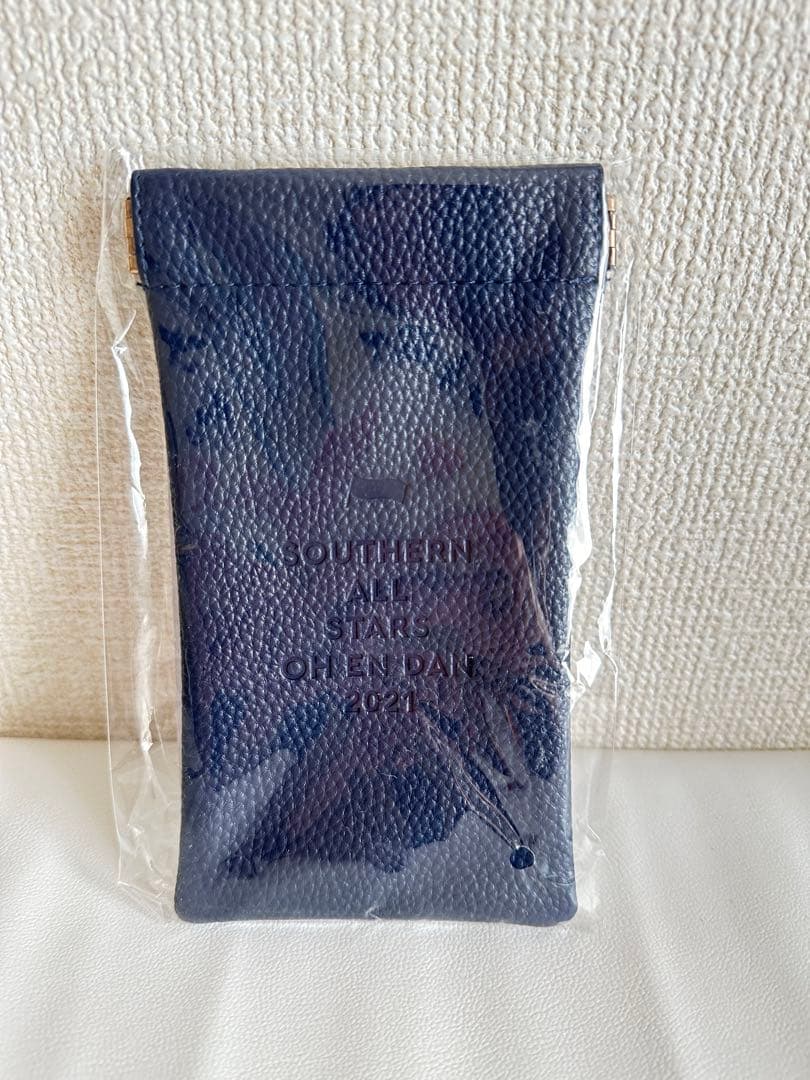 SOUTHERN
ALL
STARS
OH EN DAN
2021